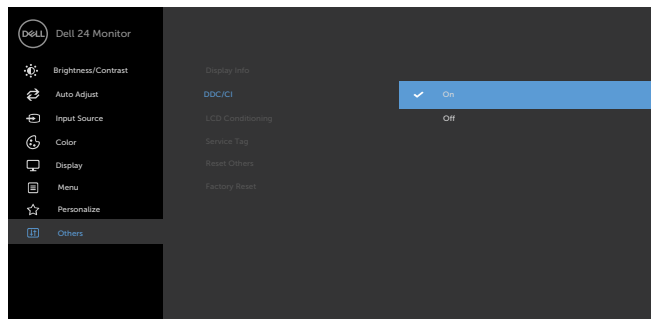 DELL Dell 24 Monitor
Brightness/Contrast
Auto Adjust
Input Source
Color
Display
Menu
Personalize
Others
Display Info
DDC/CI
LCD Conditioning
Service Tag
Reset Others
Factory Reset
On
Off